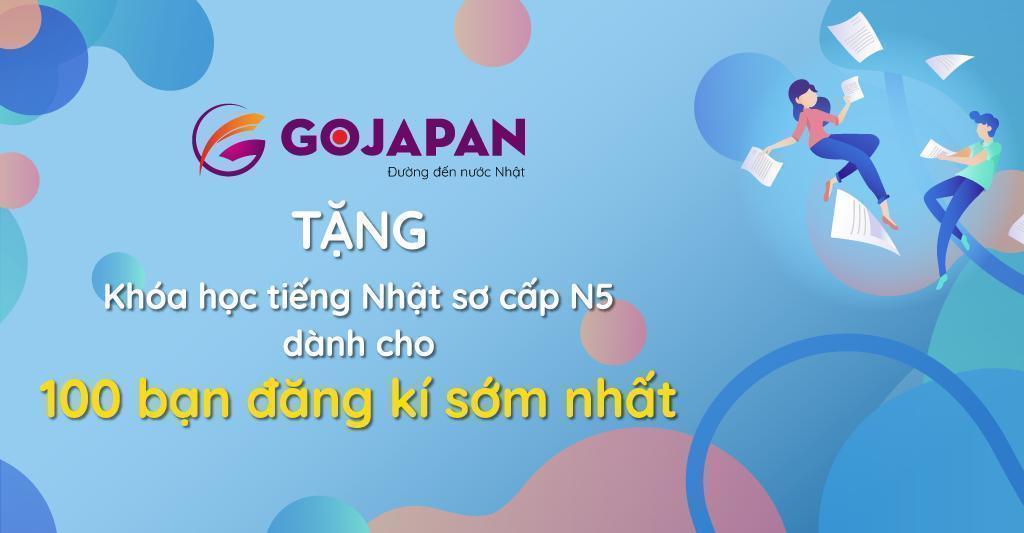 GOJAPAN
Đường đến nước Nhật
TẶNG
Khóa học tiếng Nhật sơ cấp N5
dành cho
100 bạn đăng kí sớm nhất